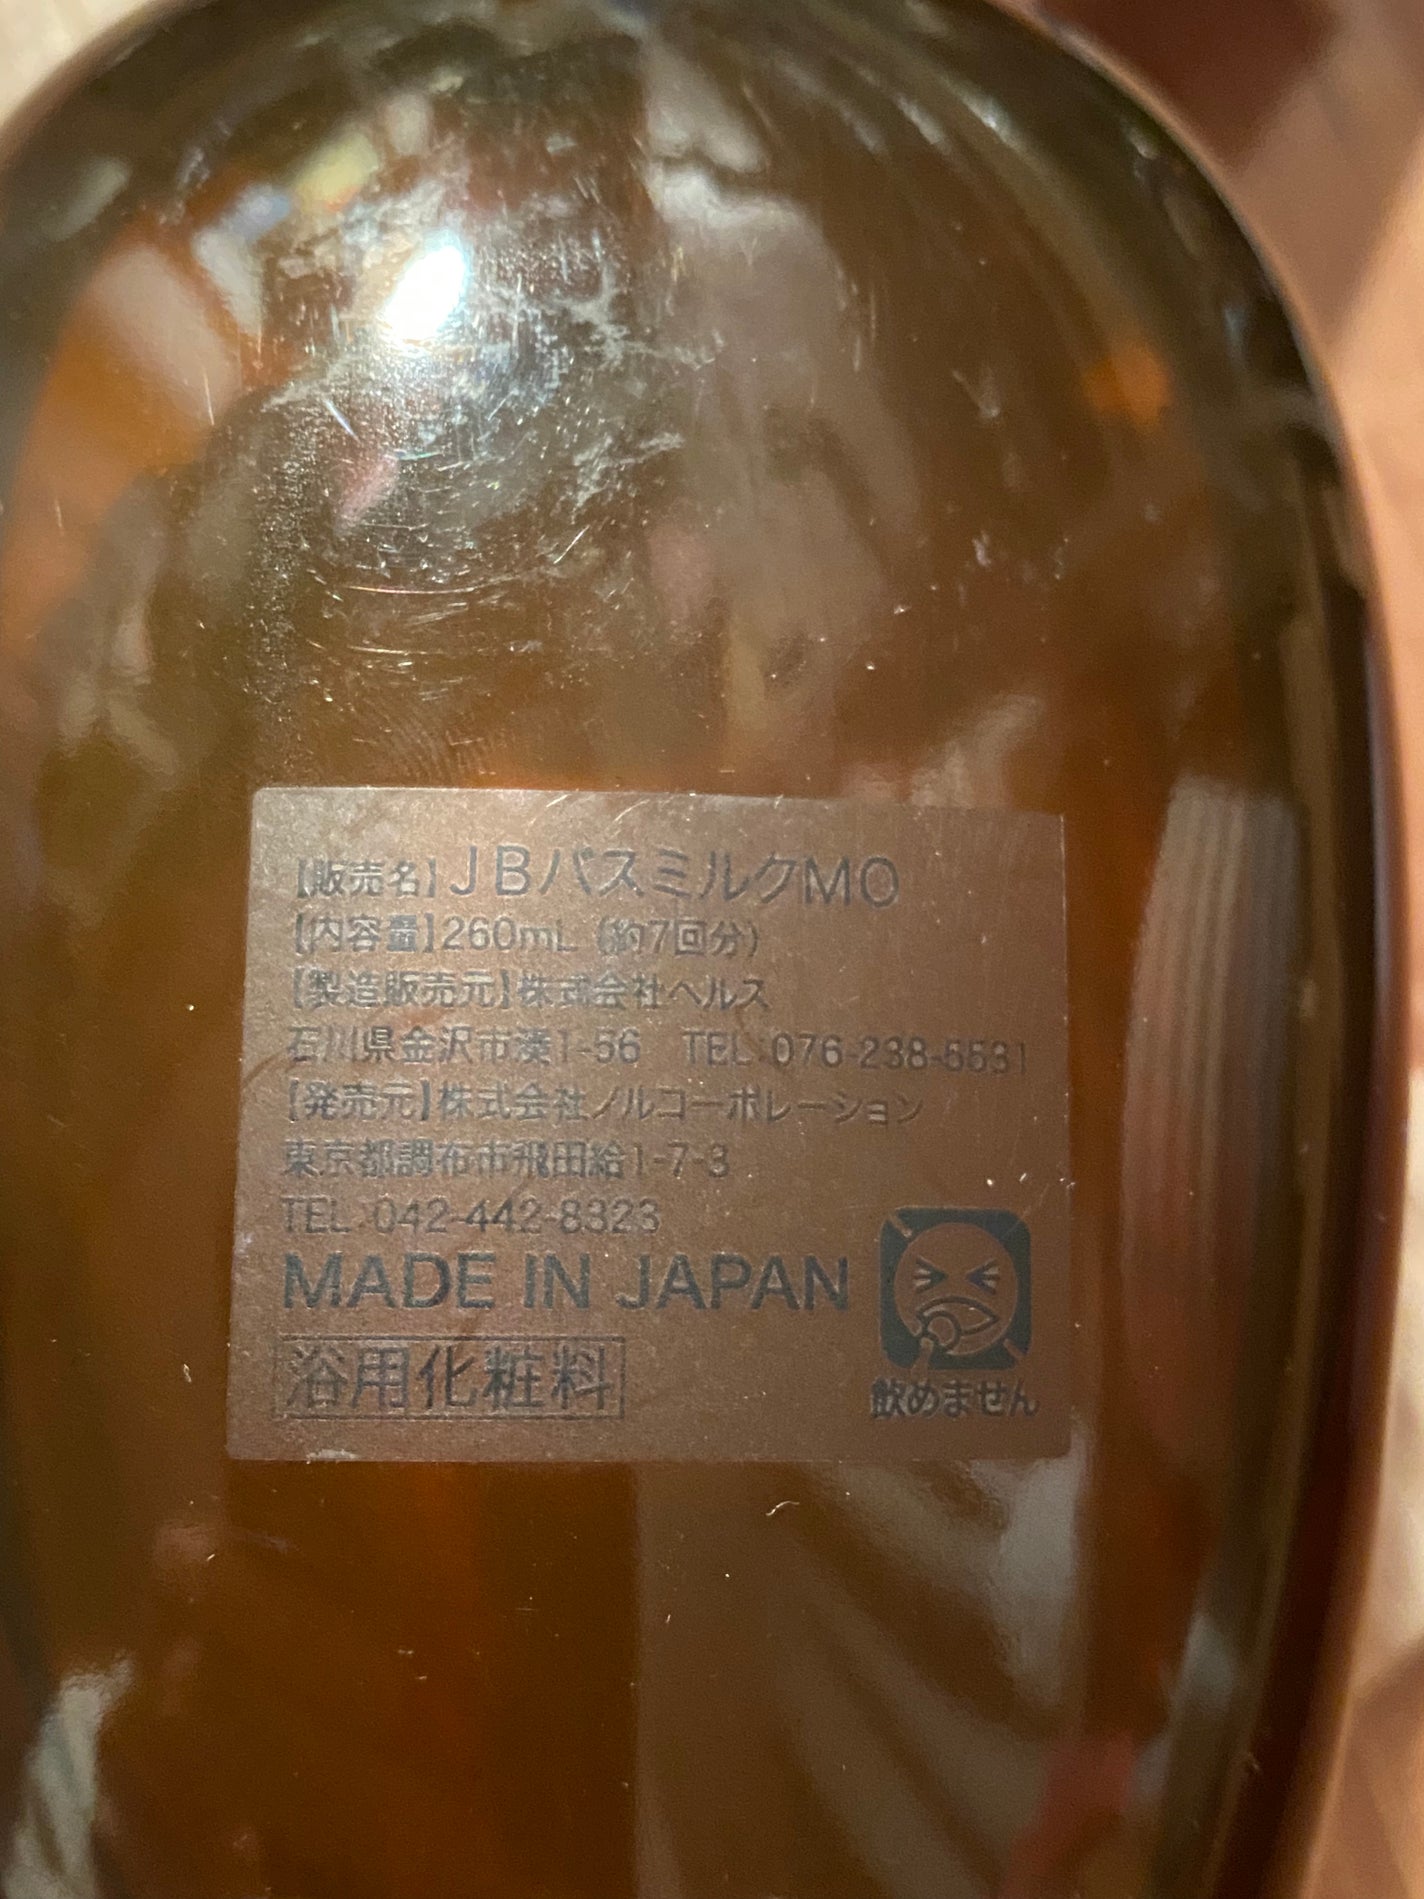 【販売名】JBバスミルクMO
【内容量】260mL (約7回分)
【製造販売元】株式会社ヘルス
石川県金沢市湊1-56 TEL:076-238-5531
【発売元】株式会社ノルコーポレーション
東京都調布市飛田給1-7-3
TEL:042-442-8323
MADE IN JAPAN
浴用化粧料
飲めません